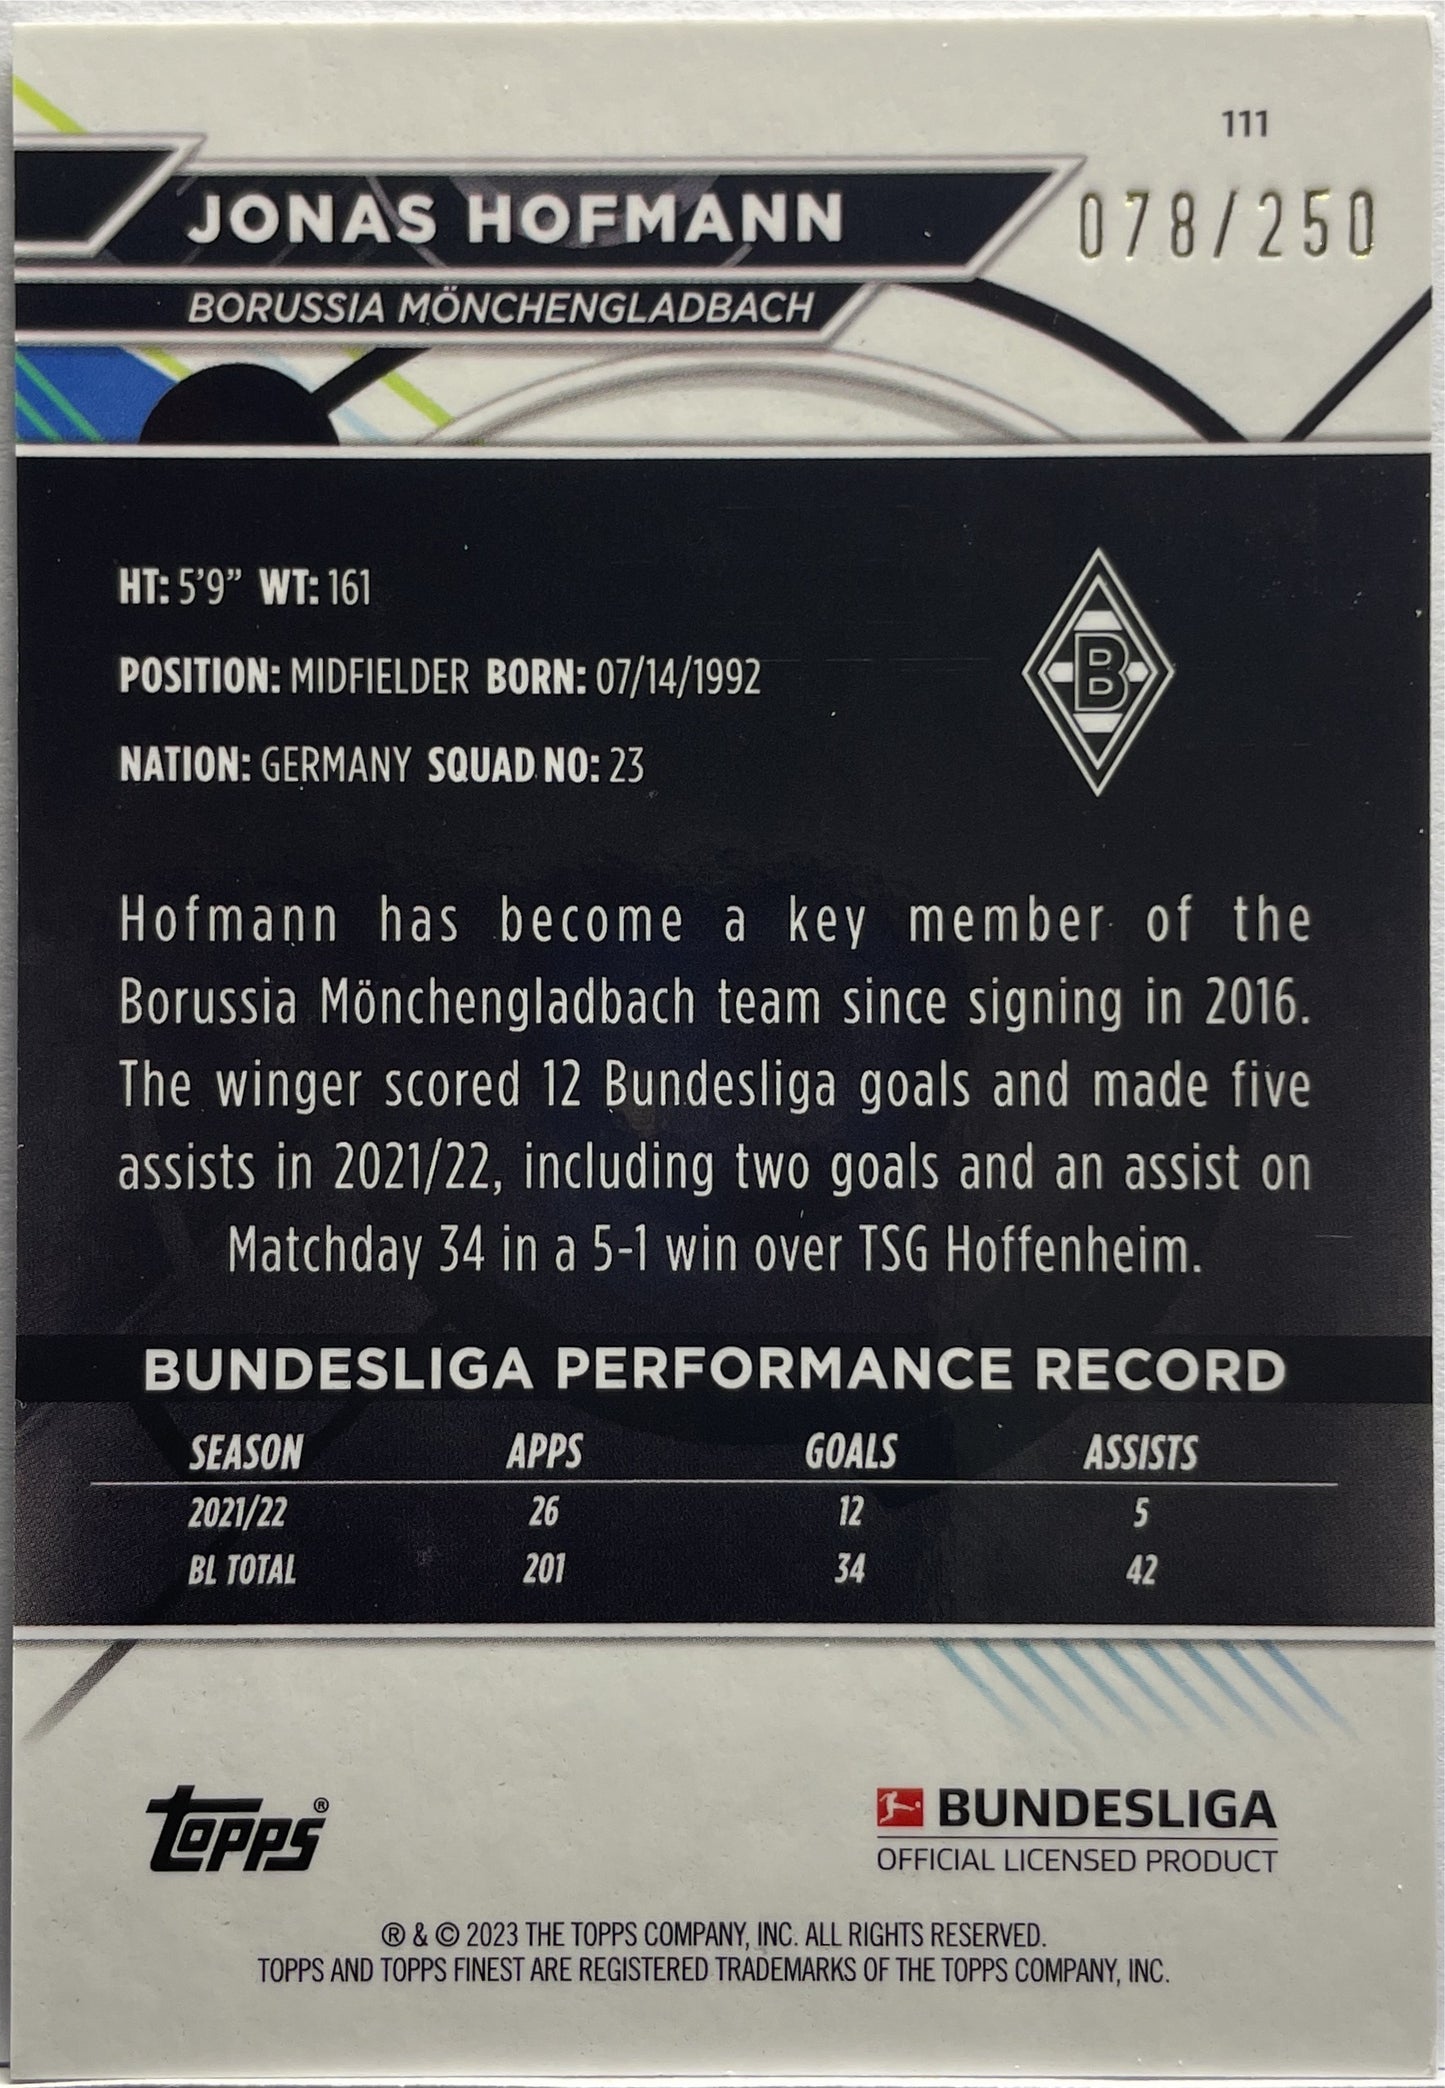 111
JONAS HOFMANN
078/250
BORUSSIA MÖNCHENGLADBACH
HT: 5'9" WT: 161
POSITION: MIDFIELDER BORN: 07/14/1992
NATION: GERMANY SQUAD NO: 23
B
Hofmann has become a key member of the
Borussia Mönchengladbach team since signing in 2016.
The winger scored 12 Bundesliga goals and made five
assists in 2021/22, including two goals and an assist on
Matchday 34 in a 5-1 win over TSG Hoffenheim.
BUNDESLIGA PERFORMANCE RECORD
SEASON APPS GOALS ASSISTS
2021/22 26 12 5
BL TOTAL 201 34 42
topps®
BUNDESLIGA
OFFICIAL LICENSED PRODUCT
® & © 2023 THE TOPPS COMPANY, INC. ALL RIGHTS RESERVED.
TOPPS AND TOPPS FINEST ARE REGISTERED TRADEMARKS OF THE TOPPS COMPANY, INC.